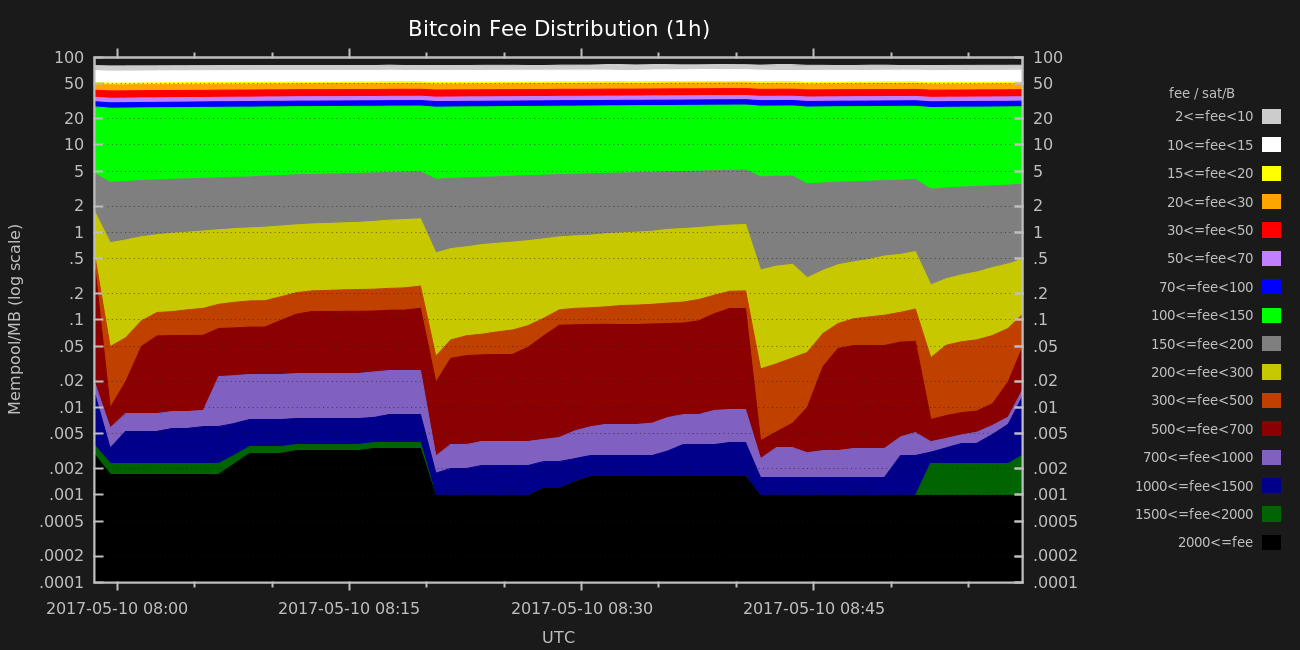 Bitcoin Fee Distribution (1h)
100 100
50 50
20 20
10 10
5 5
2 2
1 1
.5 .5
.2 .2
.1 .1
.05 .05
.02 .02
.01 .01
.005 .005
.002 .002
.001 .001
.0005 .0005
.0002 .0002
.0001 .0001
Mempool/MB (log scale)
2017-05-10 08:00 2017-05-10 08:15 2017-05-10 08:30 2017-05-10 08:45
UTC
fee / sat/B
2<=fee<10
10<=fee<15
15<=fee<20
20<=fee<30
30<=fee<50
50<=fee<70
70<=fee<100
100<=fee<150
150<=fee<200
200<=fee<300
300<=fee<500
500<=fee<700
700<=fee<1000
1000<=fee<1500
1500<=fee<2000
2000<=fee